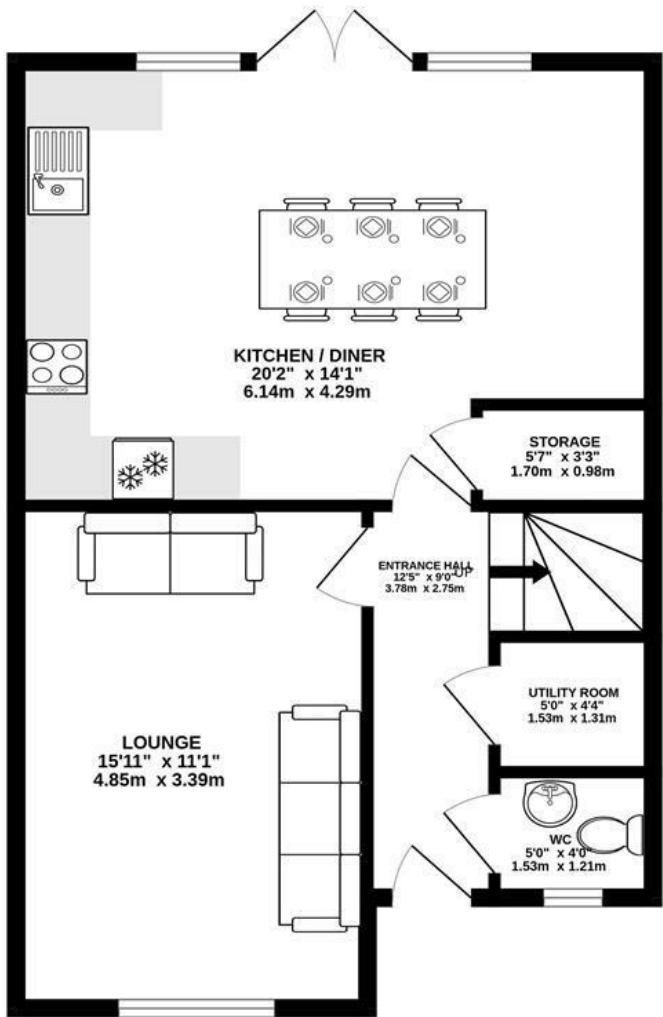 KITCHEN / DINER
20'2" x 14'1"
6.14m x 4.29m
STORAGE
5'7" x 3'3"
1.70m x 0.98m
ENTRANCE HALL
12'5" x 9'0"
3.78m x 2.75m
UP
UTILITY ROOM
5'0" x 4'4"
1.53m x 1.31m
LOUNGE
15'11" x 11'1"
4.85m x 3.39m
WC
5'0" x 4'0"
1.53m x 1.21m